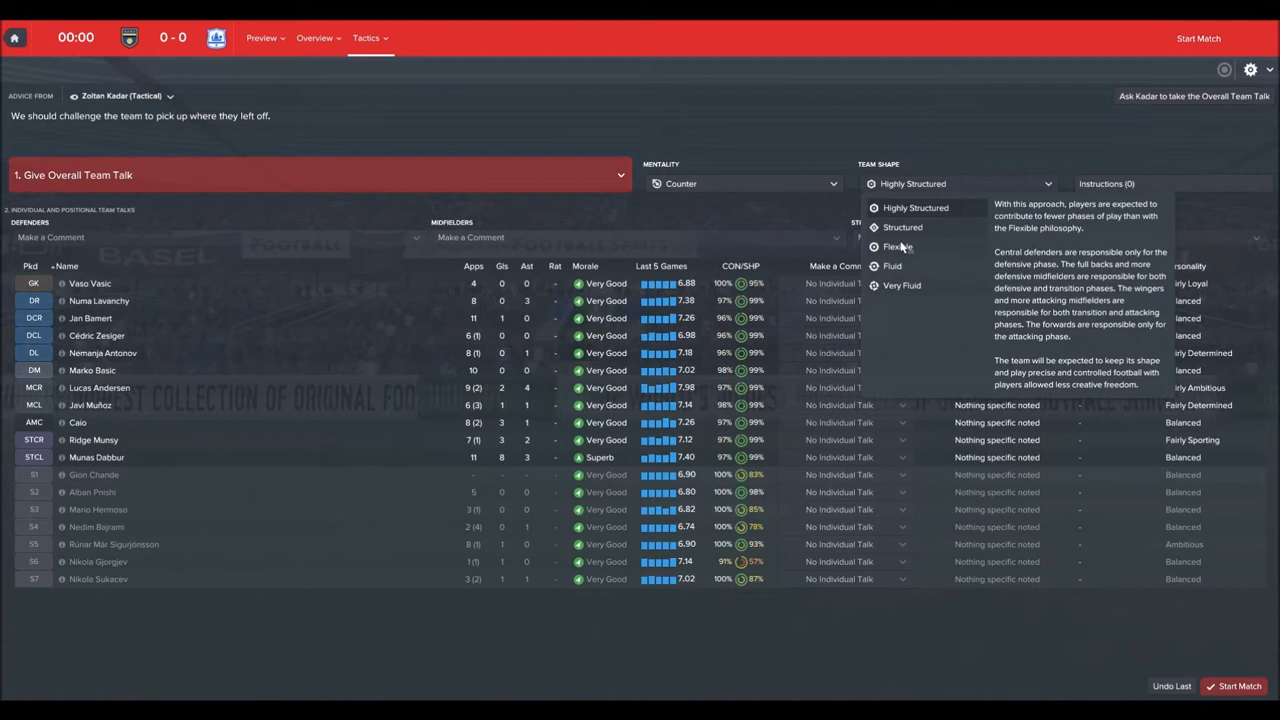 00:00 0 - 0 Preview Overview Tactics Start Match
ADVICE FROM Zoltan Kadar (Tactical) Ask Kadar to take the Overall Team Talk
We should challenge the team to pick up where they left off.
MENTALITY TEAM SHAPE
1. Give Overall Team Talk Counter Highly Structured Instructions (0)
Highly Structured
Structured
Flexible
Fluid
Very Fluid
With this approach, players are expected to
contribute to fewer phases of play than with
the Flexible philosophy.
Central defenders are responsible only for the
defensive phase. The full backs and more
defensive midfielders are responsible for both
defensive and transition phases. The wingers
and more attacking midfielders are
responsible for both transition and attacking
phases. The forwards are responsible only for
the attacking phase.
The team will be expected to keep its shape
and play precise and controlled football with
players allowed less creative freedom.
2. INDIVIDUAL AND POSITIONAL TEAM TALKS
DEFENDERS MIDFIELDERS
Make a Comment Make a Comment
Pkd Name Apps Gls Ast Rat Morale Last 5 Games CON/SHP Make a Comm
GK Vaso Vasic 4 0 0 - Very Good 6.88 100% 95% No Individual Talk Fairly Loyal
DR Numa Lavanchy 8 0 3 - Very Good 7.38 97% 99% No Individual Talk
DCR Jan Bamert 11 1 0 - Very Good 7.26 96% 99% No Individual Talk
DCL Cédric Zesiger 6 (1) 0 0 - Very Good 6.98 96% 99% No Individual Talk
DL Nemanja Antonov 8 (1) 0 1 - Very Good 7.18 96% 99% No Individual Talk Fairly Determined
DM Marko Basic 10 0 0 - Very Good 7.02 98% 99% No Individual Talk
MCR Lucas Andersen 9 (2) 2 4 - Very Good 7.98 97% 99% No Individual Talk Fairly Ambitious
MCL Javi Muñoz 6 (3) 1 1 - Very Good 7.14 98% 99% No Individual Talk Nothing specific noted - Fairly Determined
AMC Caio 8 (2) 3 1 - Very Good 7.26 97% 99% No Individual Talk Nothing specific noted - Balanced
STCR Ridge Munsy 7 (1) 3 2 - Very Good 7.12 97% 99% No Individual Talk Nothing specific noted - Fairly Sporting
STCL Munas Dabbur 11 8 3 - Superb 7.40 97% 99% No Individual Talk Nothing specific noted - Balanced
S1 Gion Chande - - - - Very Good 6.90 100% 83% No Individual Talk Nothing specific noted - Balanced
S2 Alban Pnishi 5 0 0 - Very Good 6.80 100% 98% No Individual Talk Nothing specific noted - Balanced
S3 Mario Hermoso 3 (1) 0 0 - Very Good 6.82 100% 85% No Individual Talk Nothing specific noted - Balanced
S4 Nedim Bajrami 2 (4) 0 1 - Very Good 6.74 100% 78% No Individual Talk Nothing specific noted - Balanced
S5 Rúnar Már Sigurjónsson 8 (1) 0 1 - Very Good 6.90 100% 93% No Individual Talk Nothing specific noted - Ambitious
S6 Nikola Gjorgjev 1 (1) 1 0 - Very Good 7.14 91% 57% No Individual Talk Nothing specific noted - Balanced
S7 Nikola Sukacev 3 (2) 1 1 - Very Good 7.02 100% 87% No Individual Talk Nothing specific noted - Balanced
Undo Last Start Match